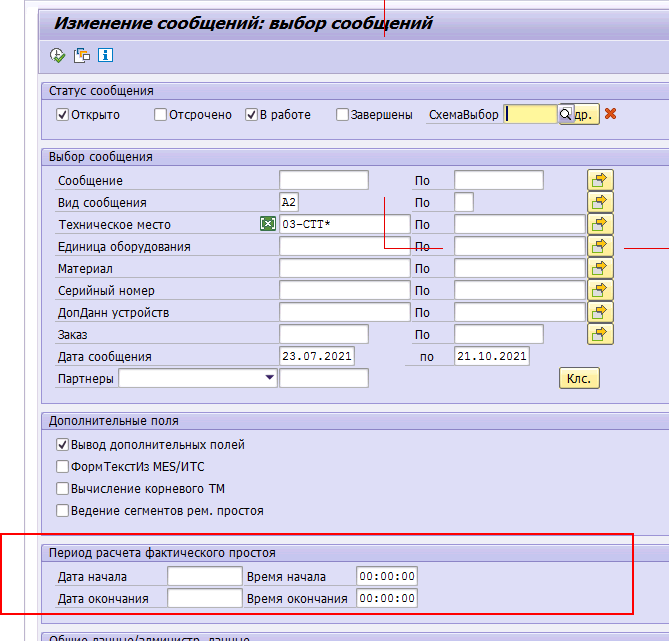 Изменение сообщений: выбор сообщений
Статус сообщения
Открыто Отсрочено В работе Завершены СхемаВыбор др.
Выбор сообщения
Сообщение По
Вид сообщения A2 По
Техническое место 03-СТТ* По
Единица оборудования По
Материал По
Серийный номер По
ДопДанн устройств По
Заказ По
Дата сообщения 23.07.2021 по 21.10.2021
Партнеры Клс.
Дополнительные поля
Вывод дополнительных полей
ФормТекстИз MES/ИТС
Вычисление корневого ТМ
Ведение сегментов рем. простоя
Период расчета фактического простоя
Дата начала Время начала 00:00:00
Дата окончания Время окончания 00:00:00
Общие данные/администр. данные